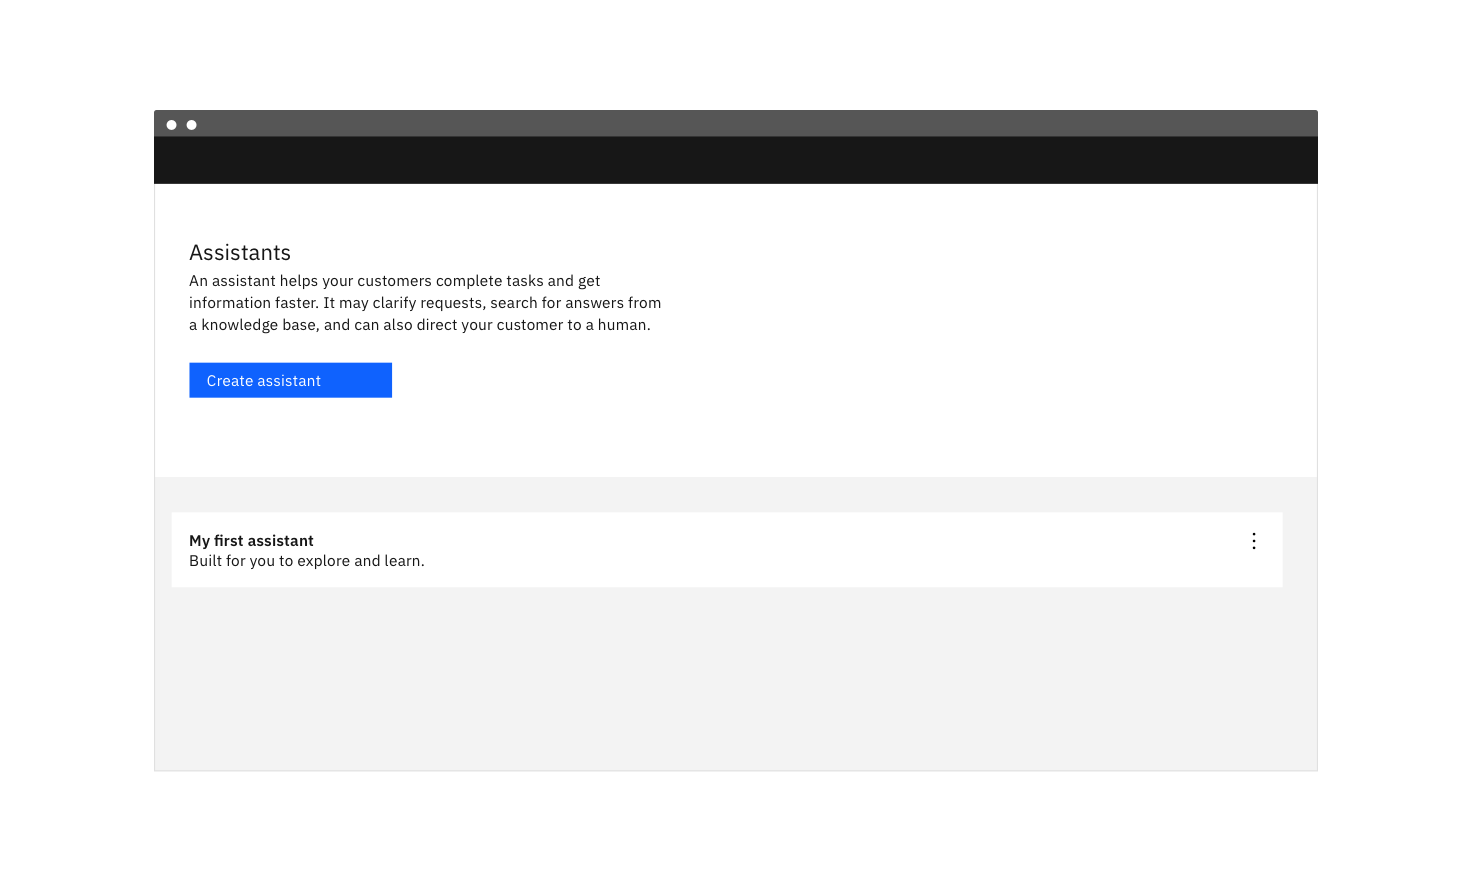 Assistants
An assistant helps your customers complete tasks and get
information faster. It may clarify requests, search for answers from
a knowledge base, and can also direct your customer to a human.
Create assistant
My first assistant
Built for you to explore and learn.